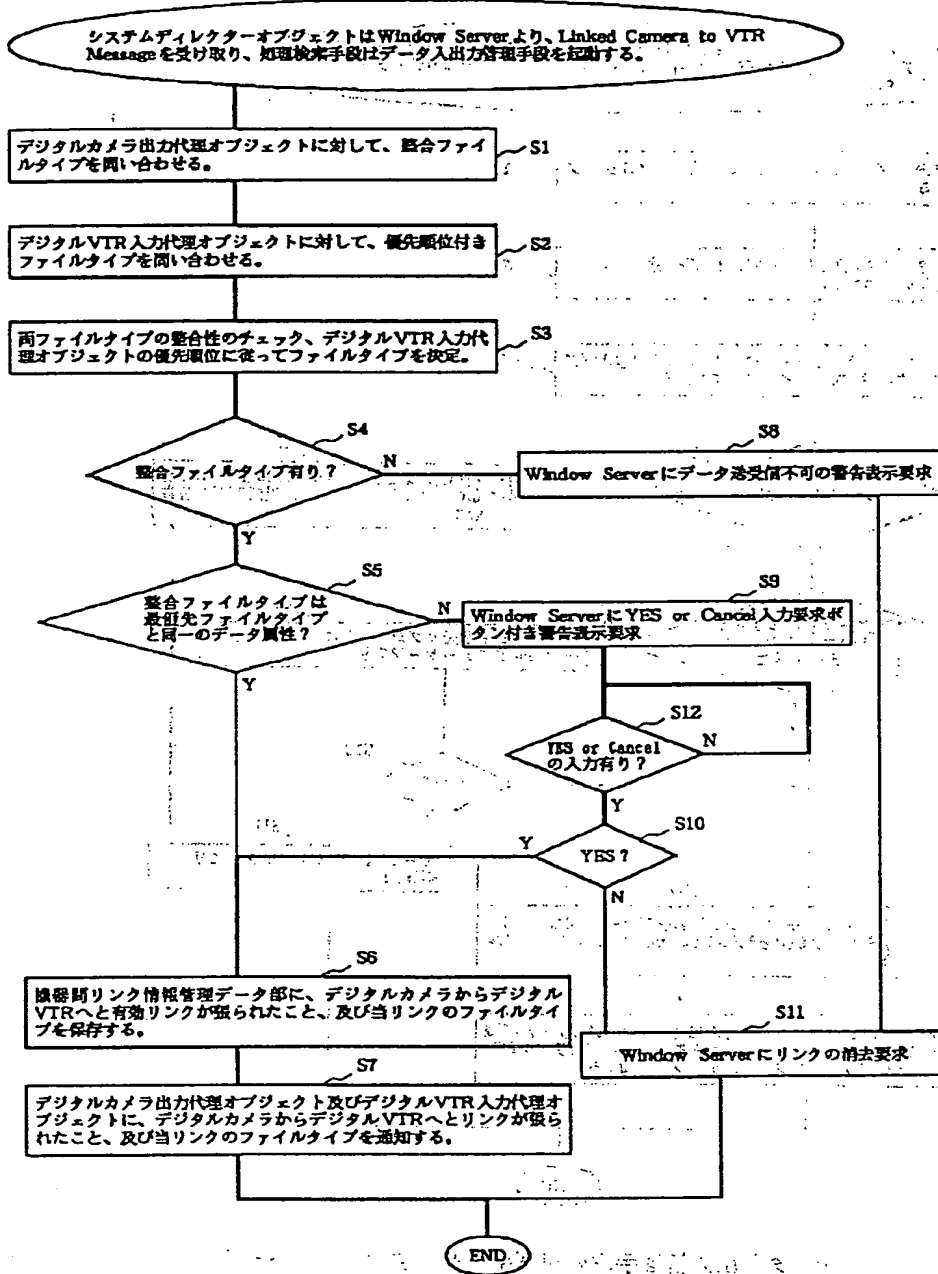 システムディレクターオブジェクトはWindow Serverより、Linked Camera to VTR
Messageを受け取り、処理検索手段はデータ入出力管理手段を起動する。
デジタルカメラ出力代理オブジェクトに対して、整合ファイ
ルタイプを問い合わせる。
S1
デジタルVTR入力代理オブジェクトに対して、優先順位付き
ファイルタイプを問い合わせる。
S2
両ファイルタイプの整合性のチェック、デジタルVTR入力代
理オブジェクトの優先順位に従ってファイルタイプを決定。
S3
S4
整合ファイルタイプ有り？
N
Y
S8
Window Serverにデータ送受信不可の警告表示要求
S5
整合ファイルタイプは
最優先ファイルタイプ
と同一のデータ属性？
N
Y
S9
Window ServerにYES or Cancel入力要求ボ
タン付き警告表示要求
S12
YES or Cancel
の入力有り？
N
Y
S10
YES？
Y
N
S6
機器間リンク情報管理データ部に、デジタルカメラからデジタル
VTRへと有効リンクが張られたこと、及び当リンクのファイルタイ
プを保存する。
S11
Window Serverにリンクの消去要求
S7
デジタルカメラ出力代理オブジェクト及びデジタルVTR入力代理オ
ブジェクトに、デジタルカメラからデジタルVTRへとリンクが張ら
れたこと、及び当リンクのファイルタイプを通知する。
END